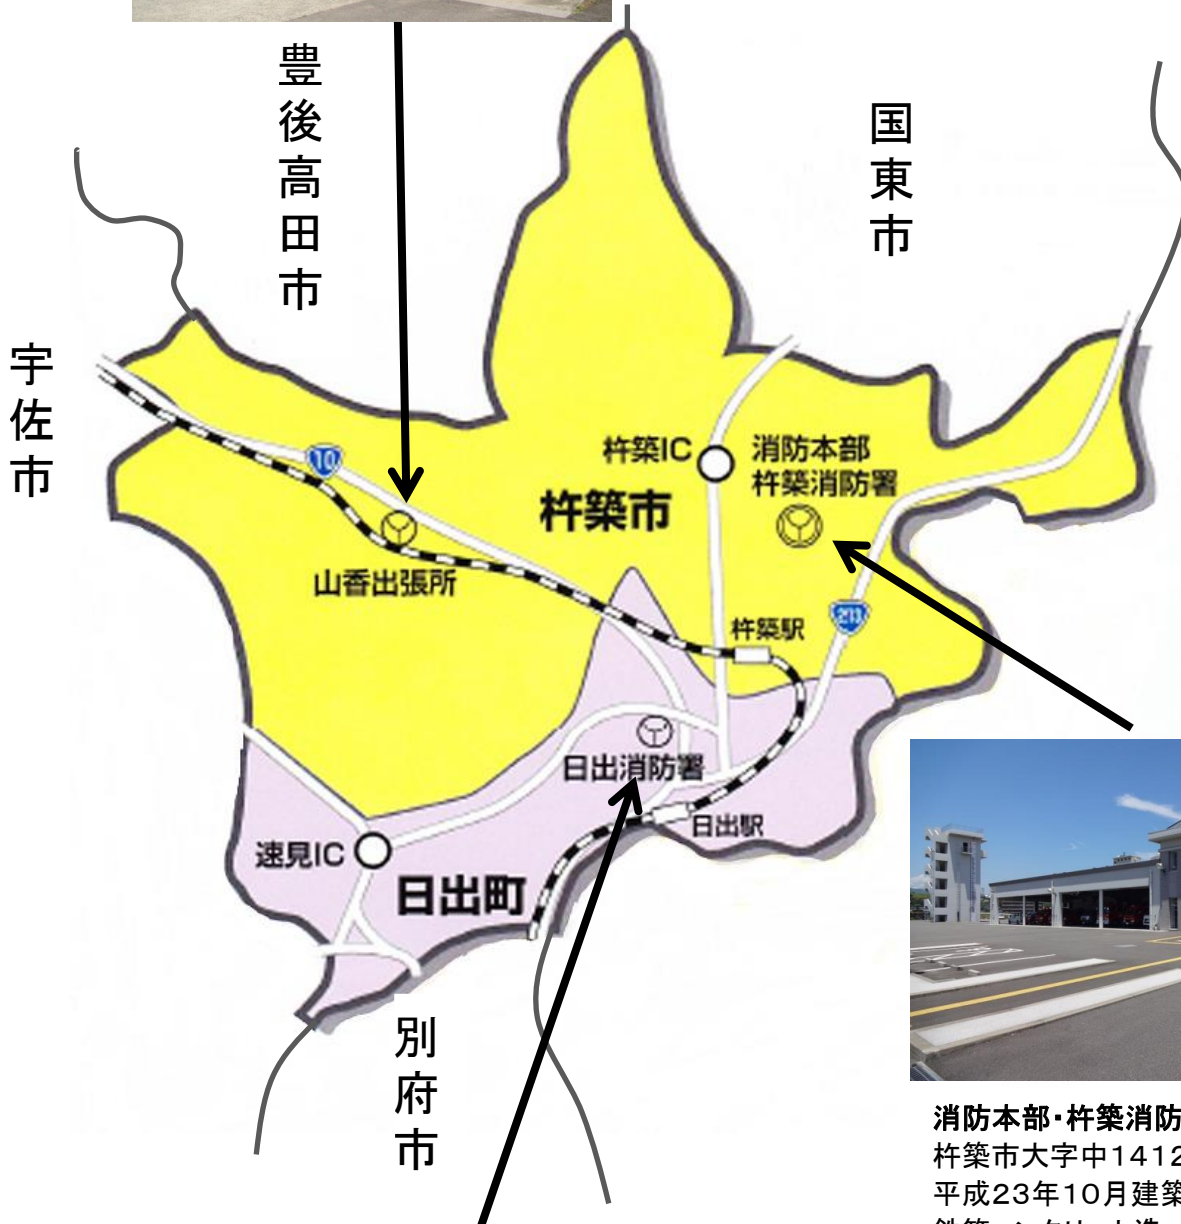 豊後高田市
国東市
宇佐市
10
杵築IC
消防本部
杵築消防署
杵築市
山香出張所
杵築駅
213
日出消防署
日出駅
速見IC
日出町
別府市
消防本部・杵築消防
杵築市大字中1412
平成23年10月建築